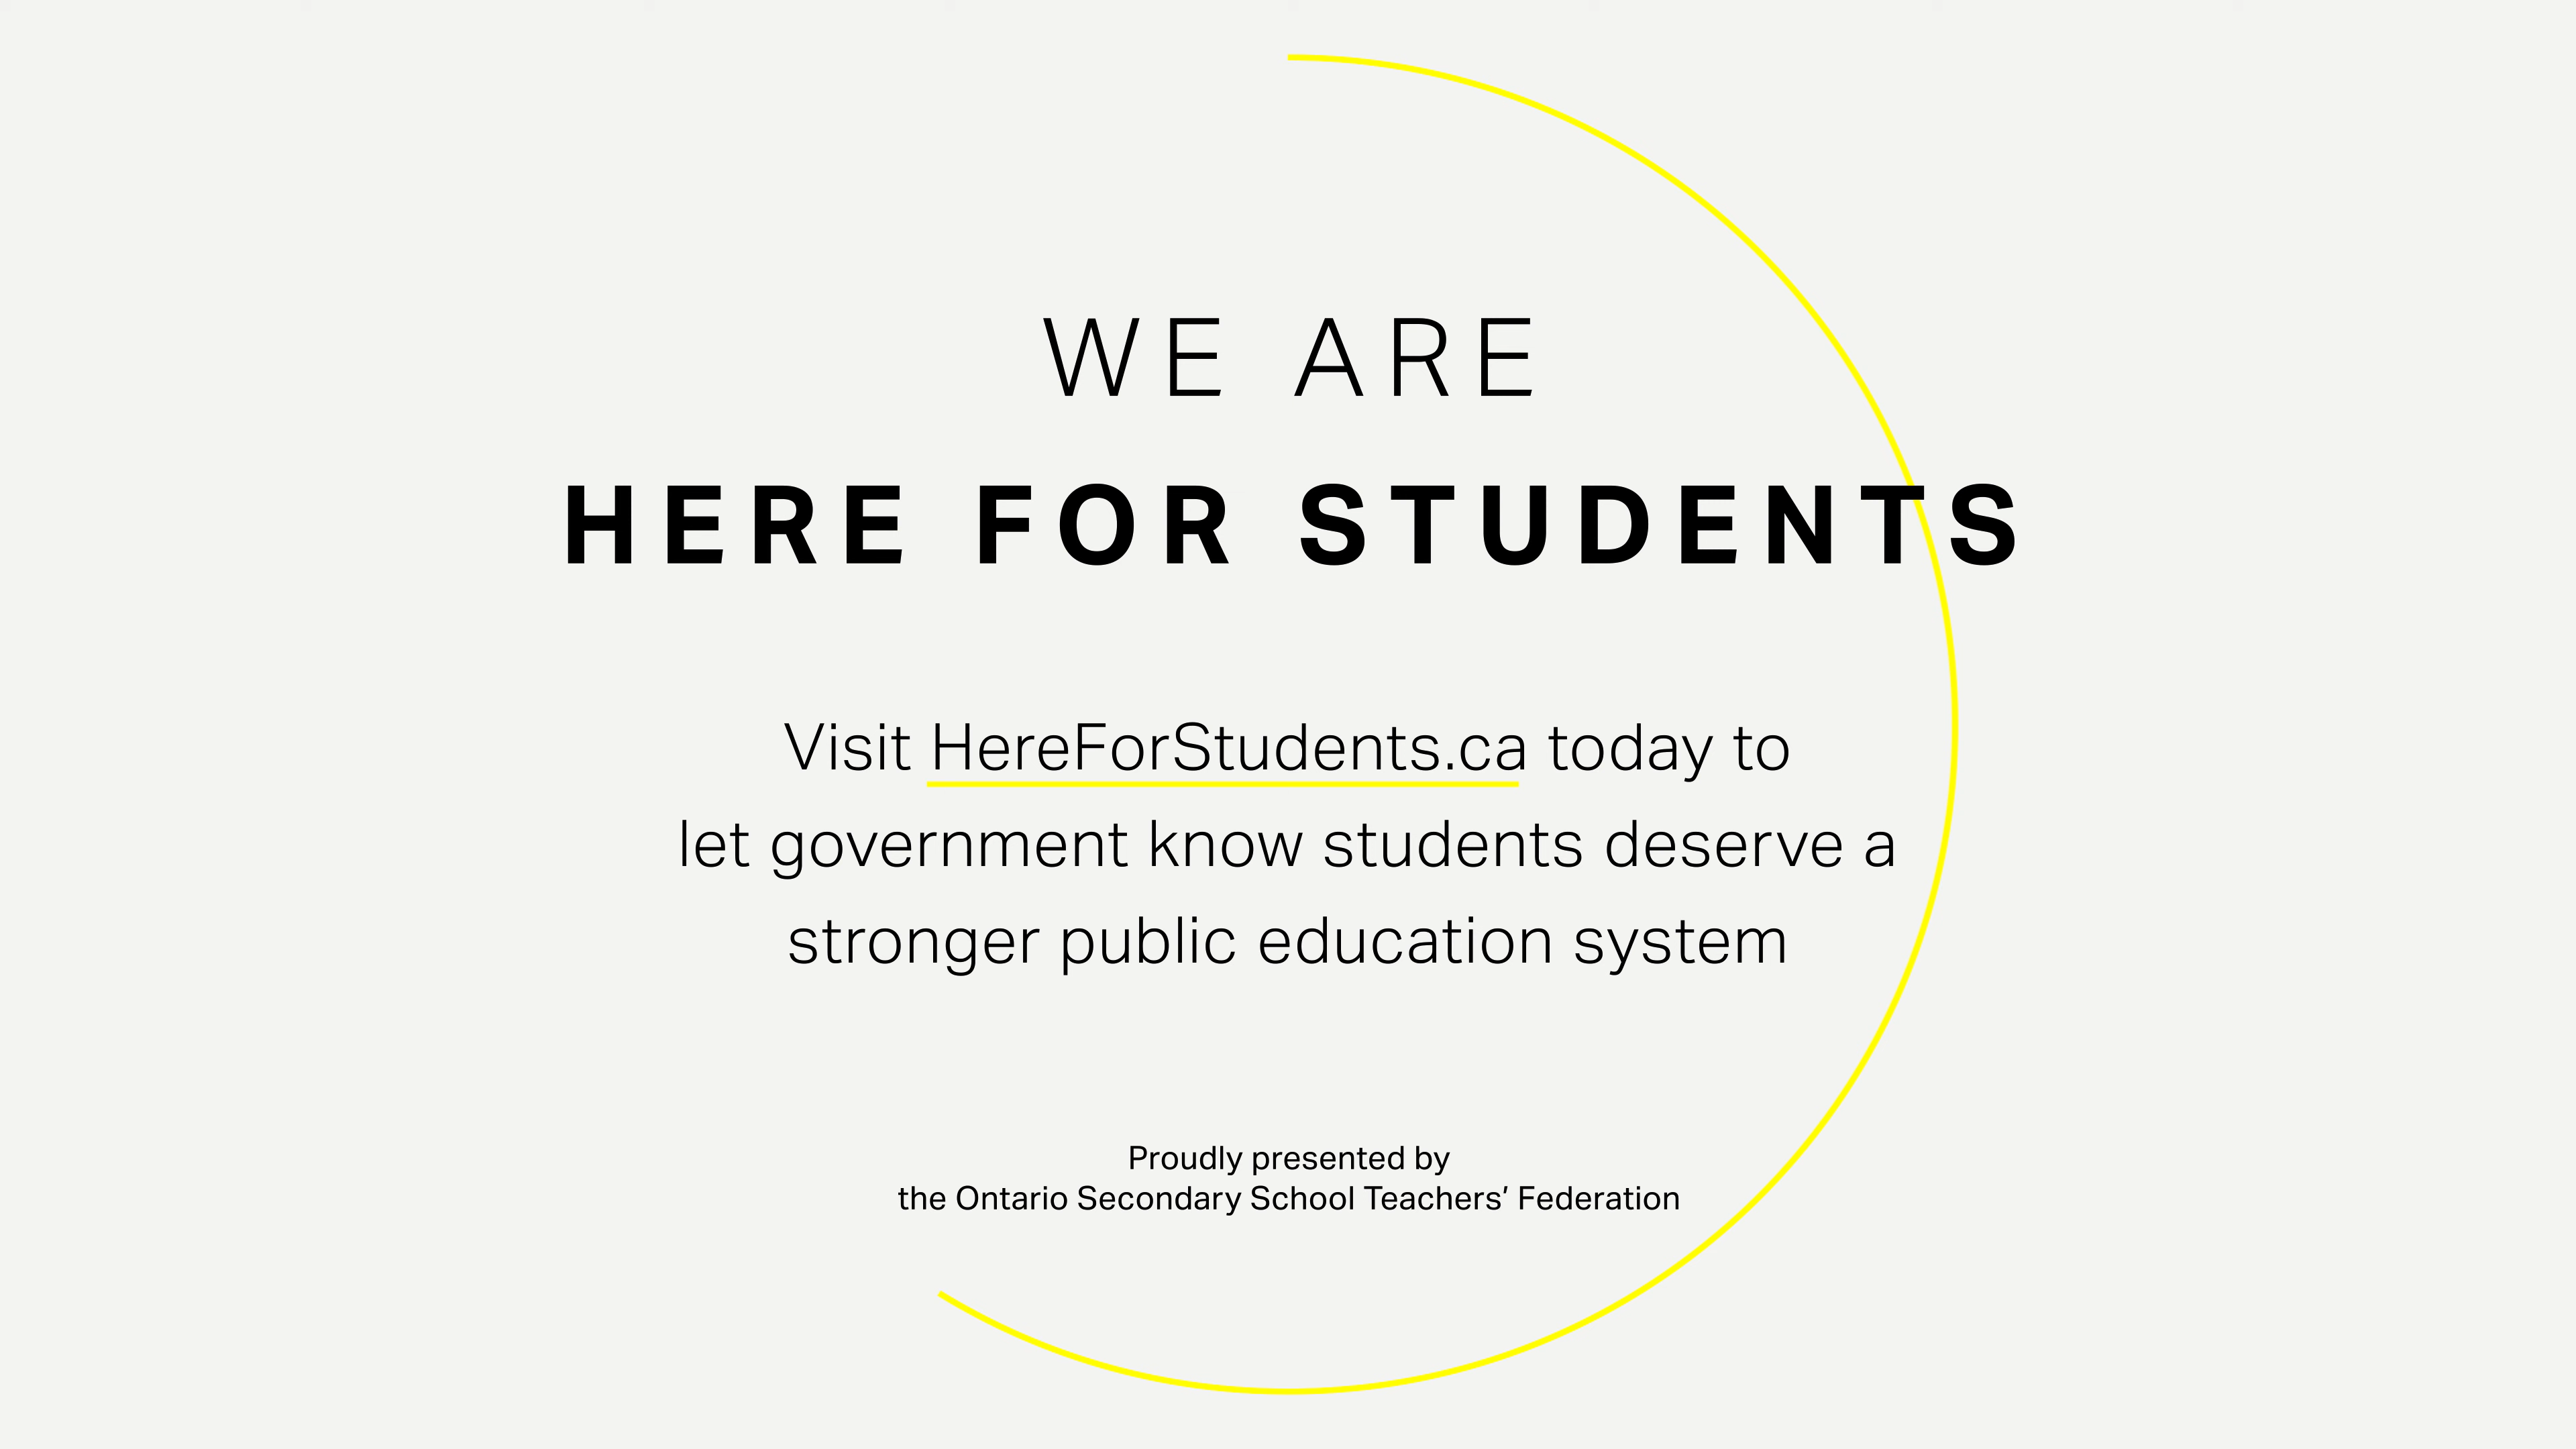 WE ARE
HERE FOR STUDENTS
Visit HereForStudents.ca today to
let government know students deserve a
stronger public education system
Proudly presented by
the Ontario Secondary School Teachers’ Federation